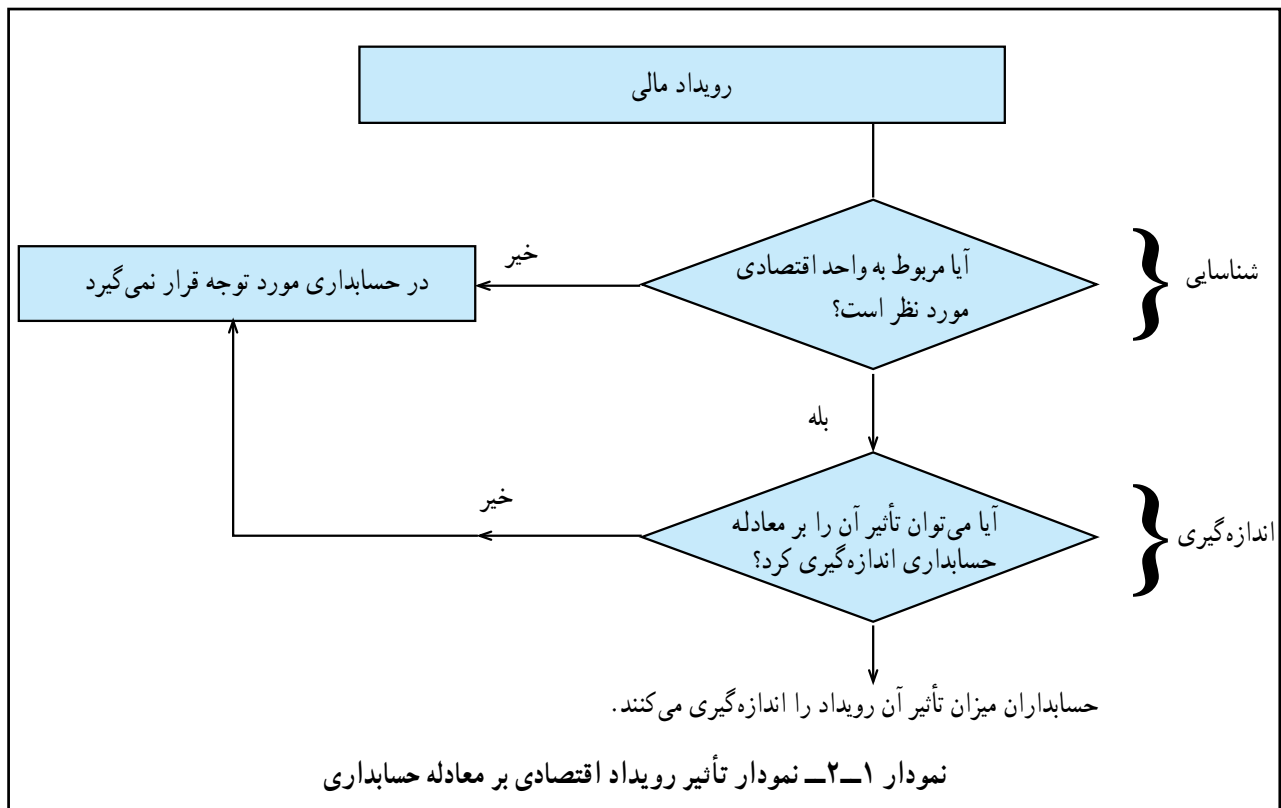 رویداد مالی
آیا مربوط به واحد اقتصادی
مورد نظر است؟
شناسایی
خیر
در حسابداری مورد توجه قرار نمی‌گیرد
بله
آیا می‌توان تأثیر آن را بر معادله
حسابداری اندازه‌گیری کرد؟
اندازه‌گیری
خیر
حسابداران میزان تأثیر آن رویداد را اندازه‌گیری می‌کنند.
نمودار ۱ــ۲ــ نمودار تأثیر رویداد اقتصادی بر معادله حسابداری